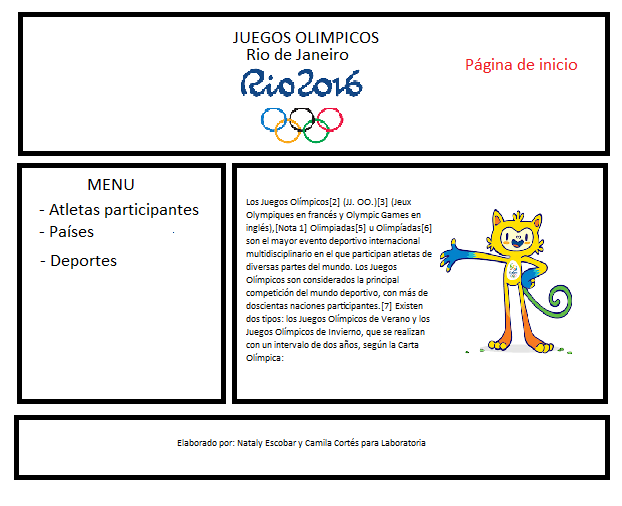 JUEGOS OLIMPICOS
Rio de Janeiro
Rio2016
Página de inicio
MENU
- Atletas participantes
- Países
- Deportes
Los Juegos Olímpicos[2] (JJ. OO.)[3] (Jeux
Olympiques en francés y Olympic Games en
inglés),[Nota 1] Olimpiadas[5] u Olimpíadas[6]
son el mayor evento deportivo internacional
multidisciplinario en el que participan atletas de
diversas partes del mundo. Los Juegos
Olímpicos son considerados la principal
competición del mundo deportivo, con más de
doscientas naciones participantes.[7] Existen
dos tipos: los Juegos Olímpicos de Verano y los
Juegos Olímpicos de Invierno, que se realizan
con un intervalo de dos años, según la Carta
Olímpica:
Elaborado por: Nataly Escobar y Camila Cortés para Laboratoria